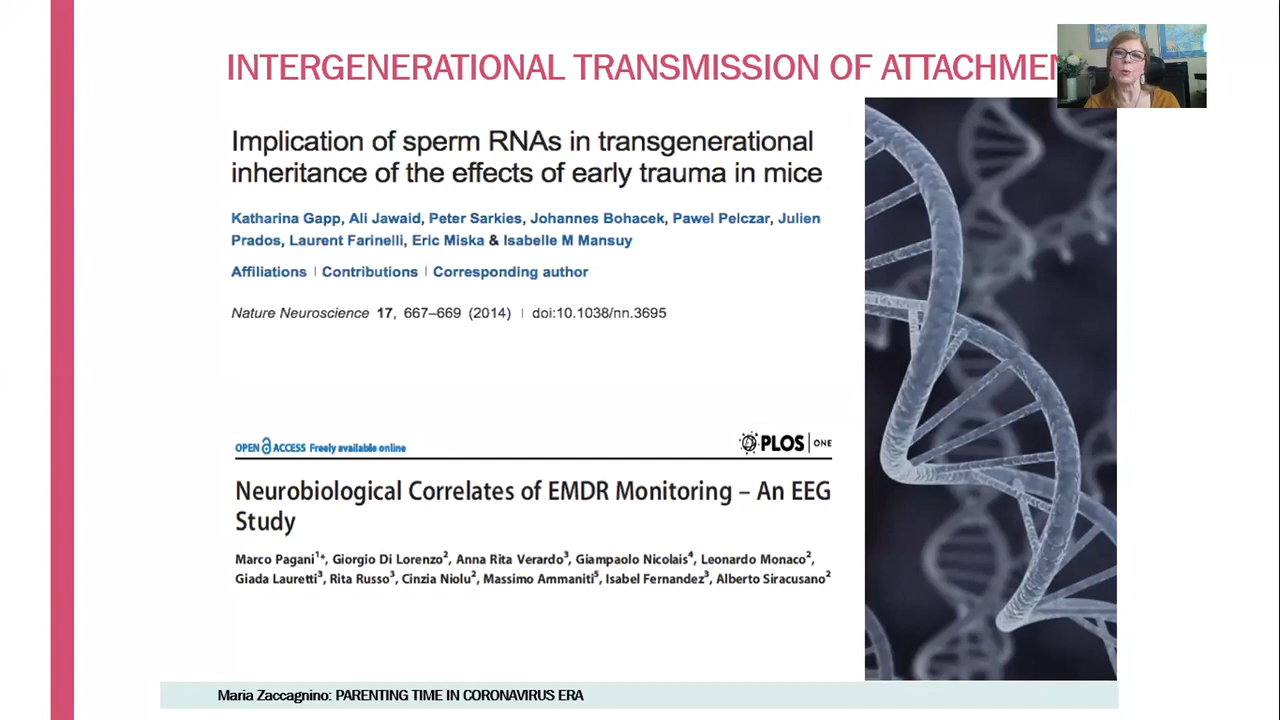 INTERGENERATIONAL TRANSMISSION OF ATTACHMEN
Implication of sperm RNAs in transgenerational
inheritance of the effects of early trauma in mice
Katharina Gapp, Ali Jawaid, Peter Sarkies, Johannes Bohacek, Pawel Pelczar, Julien
Prados, Laurent Farinelli, Eric Miska & Isabelle M Mansuy
Affiliations | Contributions | Corresponding author
Nature Neuroscience 17, 667–669 (2014) | doi:10.1038/nn.3695
OPEN ACCESS Freely available online
PLOS ONE
Neurobiological Correlates of EMDR Monitoring – An EEG
Study
Marco Pagani¹*, Giorgio Di Lorenzo², Anna Rita Verardo³, Giampaolo Nicolais⁴, Leonardo Monaco²,
Giada Lauretti³, Rita Russo³, Cinzia Niolu², Massimo Ammaniti⁵, Isabel Fernandez³, Alberto Siracusano²
Maria Zaccagnino: PARENTING TIME IN CORONAVIRUS ERA